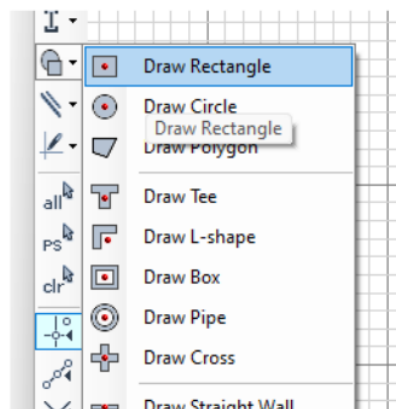 Draw Rectangle
Draw Circle
Draw Rectangle
Draw Polygon
all
Draw Tee
PS
Draw L-shape
clr
Draw Box
Draw Pipe
Draw Cross
Draw Straight Wall